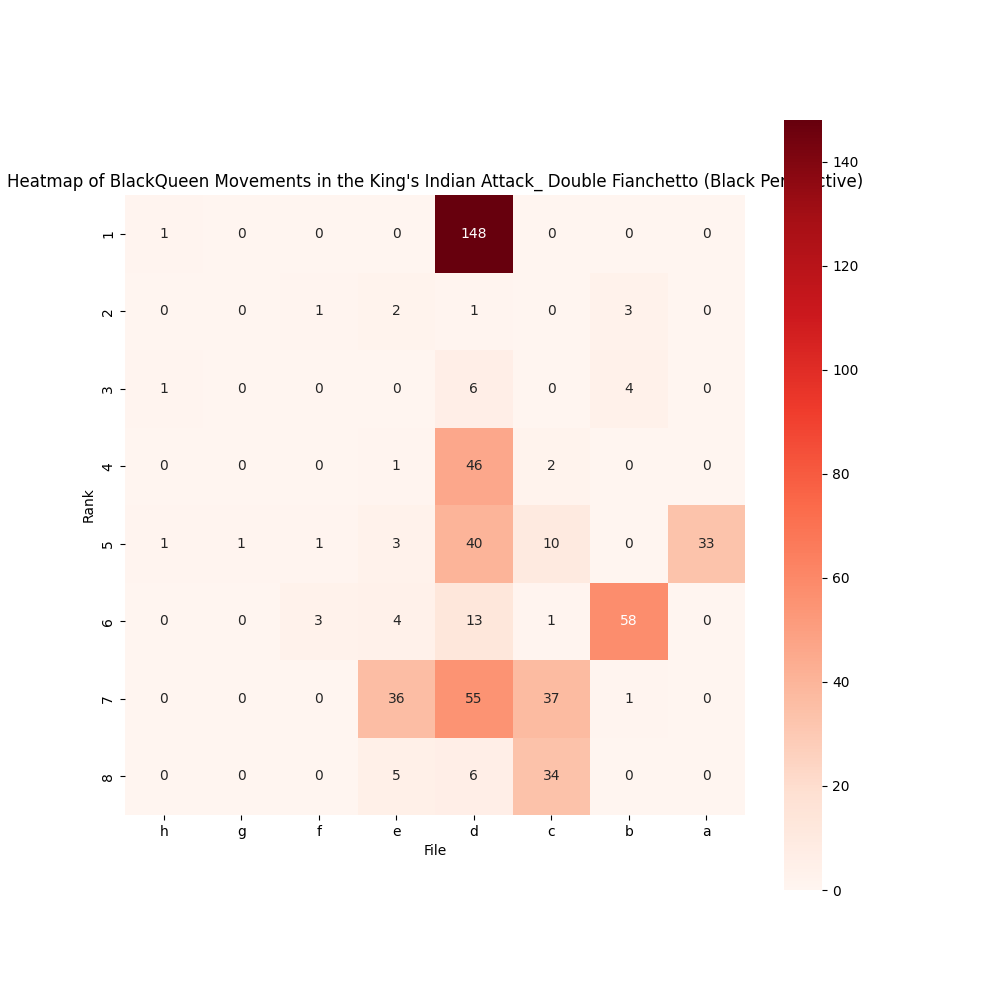 Heatmap of BlackQueen Movements in the King's Indian Attack_ Double Fianchetto (Black Perspective)
140
1 1 0 0 0 148 0 0 0
120
2 0 0 1 2 1 0 3 0
3 1 0 0 0 6 0 4 0
100
4 0 0 0 1 46 2 0 0
80
Rank
5 1 1 1 3 40 10 0 33
60
6 0 0 3 4 13 1 58 0
40
7 0 0 0 36 55 37 1 0
8 0 0 0 5 6 34 0 0
20
h g f e d c b a
File
0